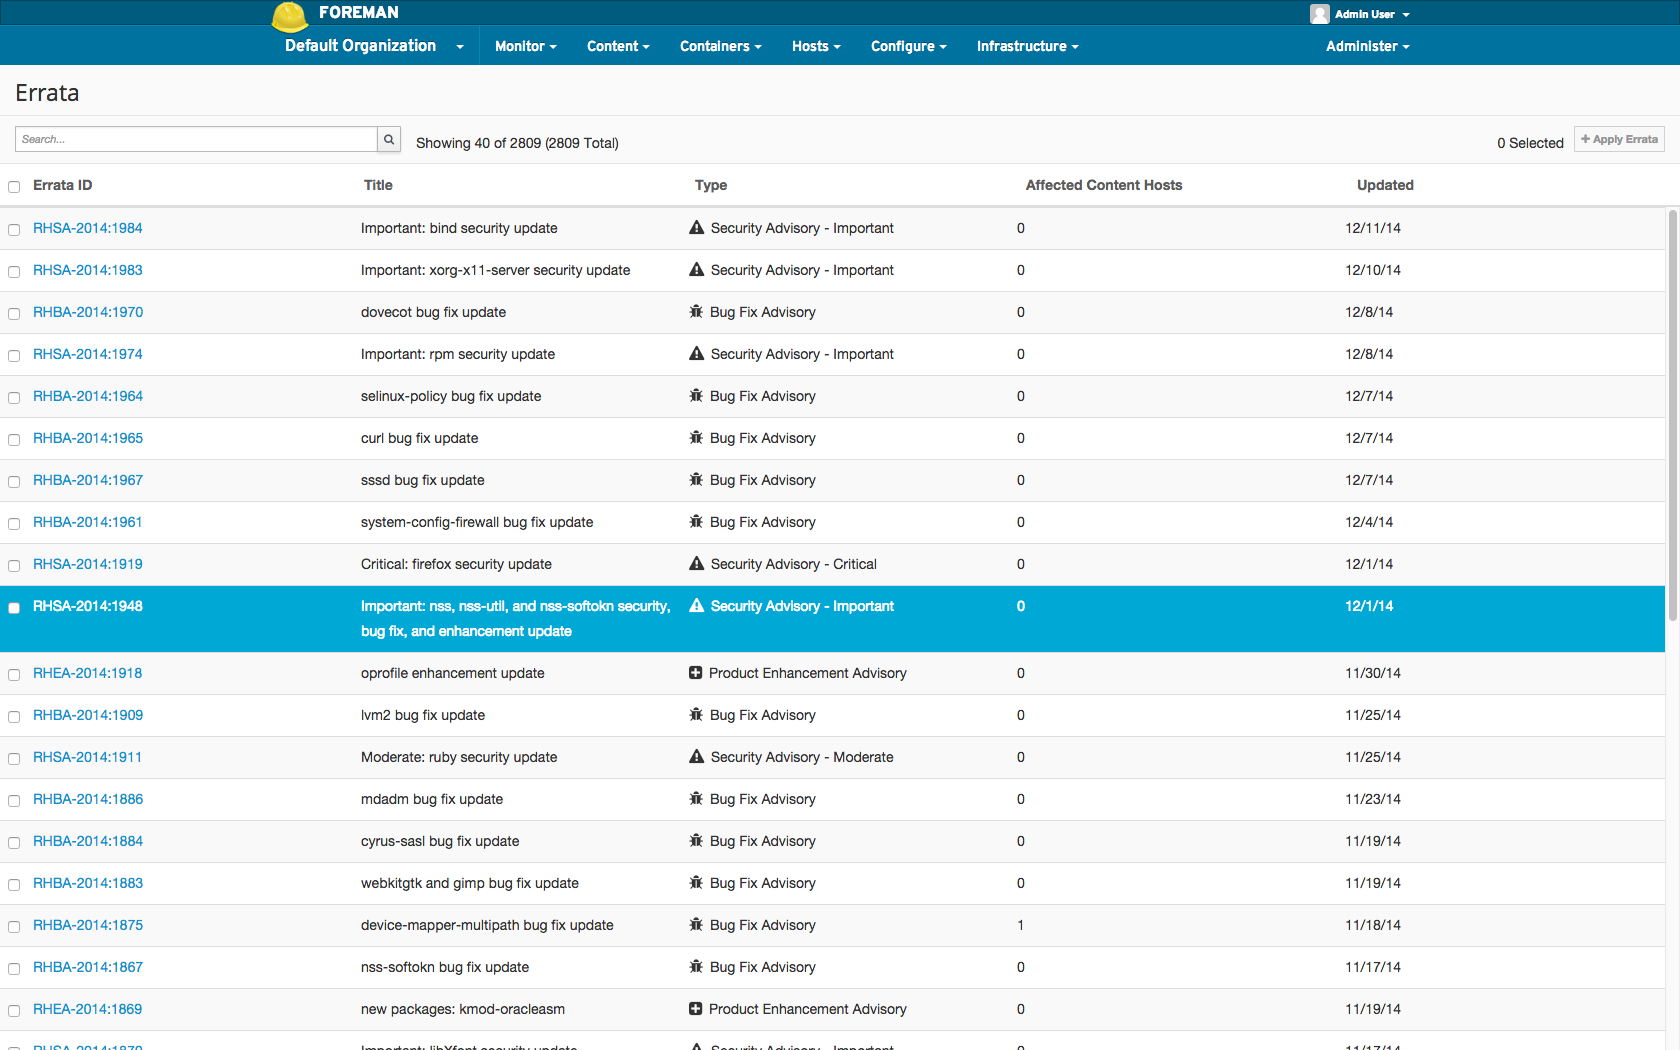 FOREMAN
Admin User
Default Organization Monitor Content Containers Hosts Configure Infrastructure Administer
Errata
Search... Showing 40 of 2809 (2809 Total) 0 Selected + Apply Errata
Errata ID Title Type Affected Content Hosts Updated
RHSA-2014:1984 Important: bind security update Security Advisory - Important 0 12/11/14
RHSA-2014:1983 Important: xorg-x11-server security update Security Advisory - Important 0 12/10/14
RHBA-2014:1970 dovecot bug fix update Bug Fix Advisory 0 12/8/14
RHSA-2014:1974 Important: rpm security update Security Advisory - Important 0 12/8/14
RHBA-2014:1964 selinux-policy bug fix update Bug Fix Advisory 0 12/7/14
RHBA-2014:1965 curl bug fix update Bug Fix Advisory 0 12/7/14
RHBA-2014:1967 sssd bug fix update Bug Fix Advisory 0 12/7/14
RHBA-2014:1961 system-config-firewall bug fix update Bug Fix Advisory 0 12/4/14
RHSA-2014:1919 Critical: firefox security update Security Advisory - Critical 0 12/1/14
RHSA-2014:1948 Important: nss, nss-util, and nss-softokn security, Security Advisory - Important 0 12/1/14
bug fix, and enhancement update
RHEA-2014:1918 oprofile enhancement update Product Enhancement Advisory 0 11/30/14
RHBA-2014:1909 lvm2 bug fix update Bug Fix Advisory 0 11/25/14
RHSA-2014:1911 Moderate: ruby security update Security Advisory - Moderate 0 11/25/14
RHBA-2014:1886 mdadm bug fix update Bug Fix Advisory 0 11/23/14
RHBA-2014:1884 cyrus-sasl bug fix update Bug Fix Advisory 0 11/19/14
RHBA-2014:1883 webkitgtk and gimp bug fix update Bug Fix Advisory 0 11/19/14
RHBA-2014:1875 device-mapper-multipath bug fix update Bug Fix Advisory 1 11/18/14
RHBA-2014:1867 nss-softokn bug fix update Bug Fix Advisory 0 11/17/14
RHEA-2014:1869 new packages: kmod-oracleasm Product Enhancement Advisory 0 11/19/14
RHSA-2014:1870 Important: libXfont security update Security Advisory - Important 0 11/17/14